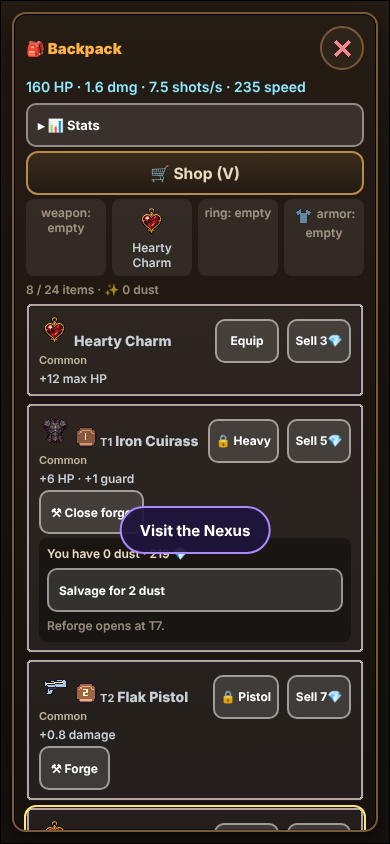 🎒 Backpack
160 HP · 1.6 dmg · 7.5 shots/s · 235 speed
▸ 📊 Stats
🛒 Shop (V)
weapon: empty
Hearty Charm
ring: empty
👕 armor: empty
8 / 24 items · ✨ 0 dust
Hearty Charm
Equip
Sell 3💎
Common
+12 max HP
T1 Iron Cuirass
🔒 Heavy
Sell 5💎
Common
+6 HP · +1 guard
⚒ Close forge
Visit the Nexus
You have 0 dust · 219 💎
Salvage for 2 dust
Reforge opens at T7.
2
T2 Flak Pistol
🔒 Pistol
Sell 7💎
Common
+0.8 damage
⚒ Forge